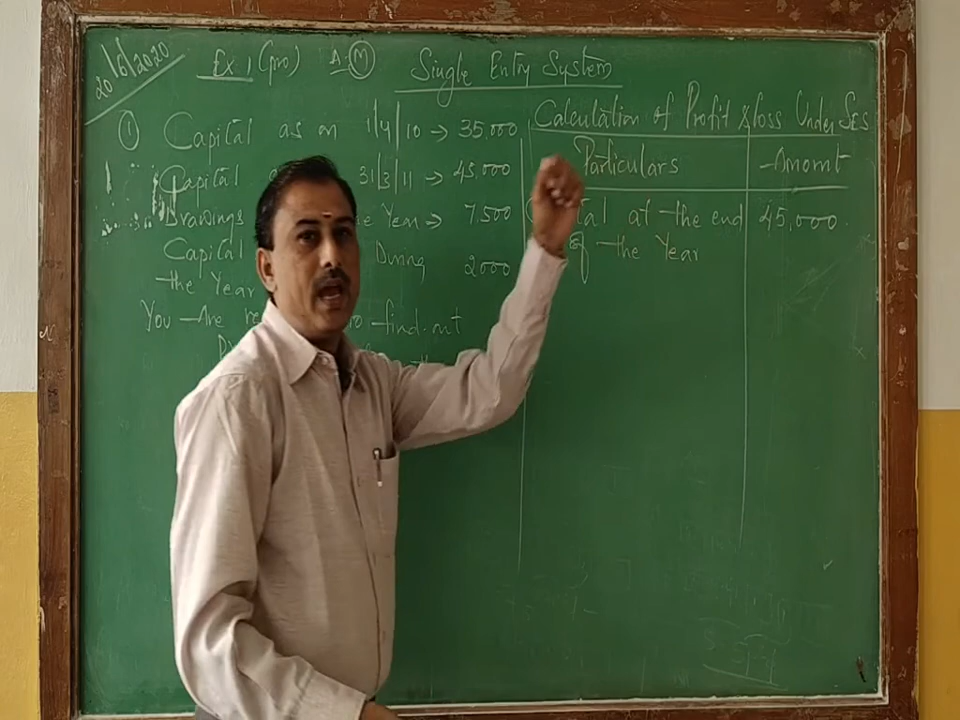 20/6/2020
Ex 1 (pro) A-M Single Entry System
① Capital as on 1/4/10 → 35,000
Capital 31/3/11 → 45,000
Drawings Year → 7,500
Capital During 2000
the Year
You Are to find out
Calculation of Profit & loss Under SES
Particulars Amount
at the end 45,000
of the Year